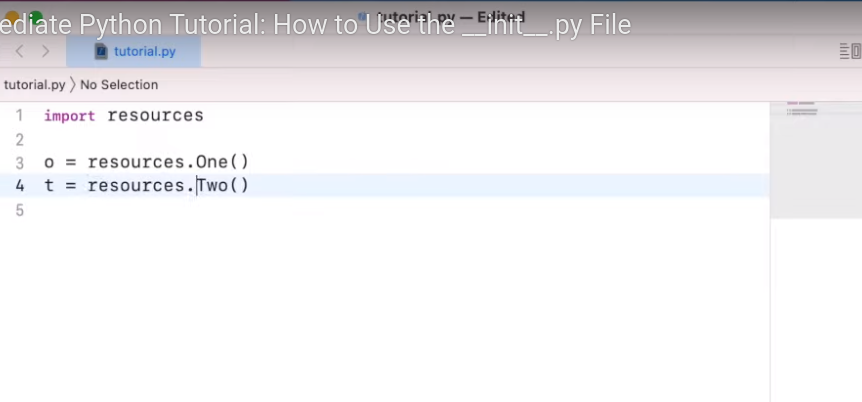 ediate Python Tutorial: How to Use the __init__.py File
tutorial.py — Edited
tutorial.py
tutorial.py 〉 No Selection
1 import resources
2
3 o = resources.One()
4 t = resources.Two()
5